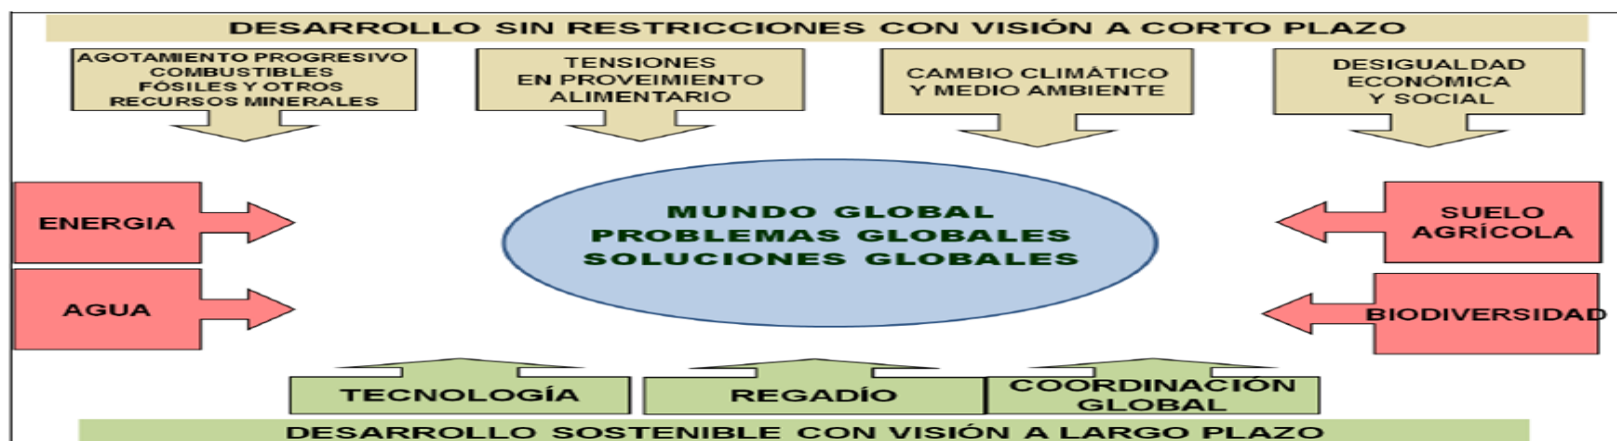 DESARROLLO SIN RESTRICCIONES CON VISIÓN A CORTO PLAZO
AGOTAMIENTO PROGRESIVO
COMBUSTIBLES
FÓSILES Y OTROS
RECURSOS MINERALES
TENSIONES
EN PROVEIMIENTO
ALIMENTARIO
CAMBIO CLIMÁTICO
Y MEDIO AMBIENTE
DESIGUALDAD
ECONÓMICA
Y SOCIAL
ENERGIA
AGUA
MUNDO GLOBAL
PROBLEMAS GLOBALES
SOLUCIONES GLOBALES
SUELO
AGRÍCOLA
BIODIVERSIDAD
TECNOLOGÍA
REGADÍO
COORDINACIÓN
GLOBAL
DESARROLLO SOSTENIBLE CON VISIÓN A LARGO PLAZO